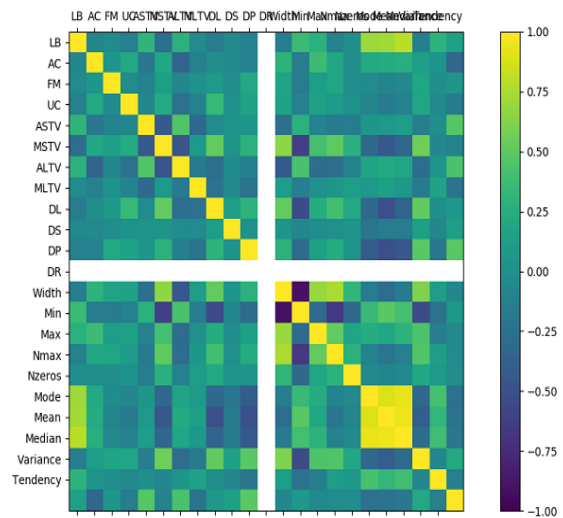 LB AC FM UC ASTV MSTV ALTV MLTV DL DS DP DR Width Min Max Nmax Nzeros Mode Mean Median Variance Tendency
LB
AC
FM
UC
ASTV
MSTV
ALTV
MLTV
DL
DS
DP
DR
Width
Min
Max
Nmax
Nzeros
Mode
Mean
Median
Variance
Tendency
1.00
0.75
0.50
0.25
0.00
−0.25
−0.50
−0.75
−1.00